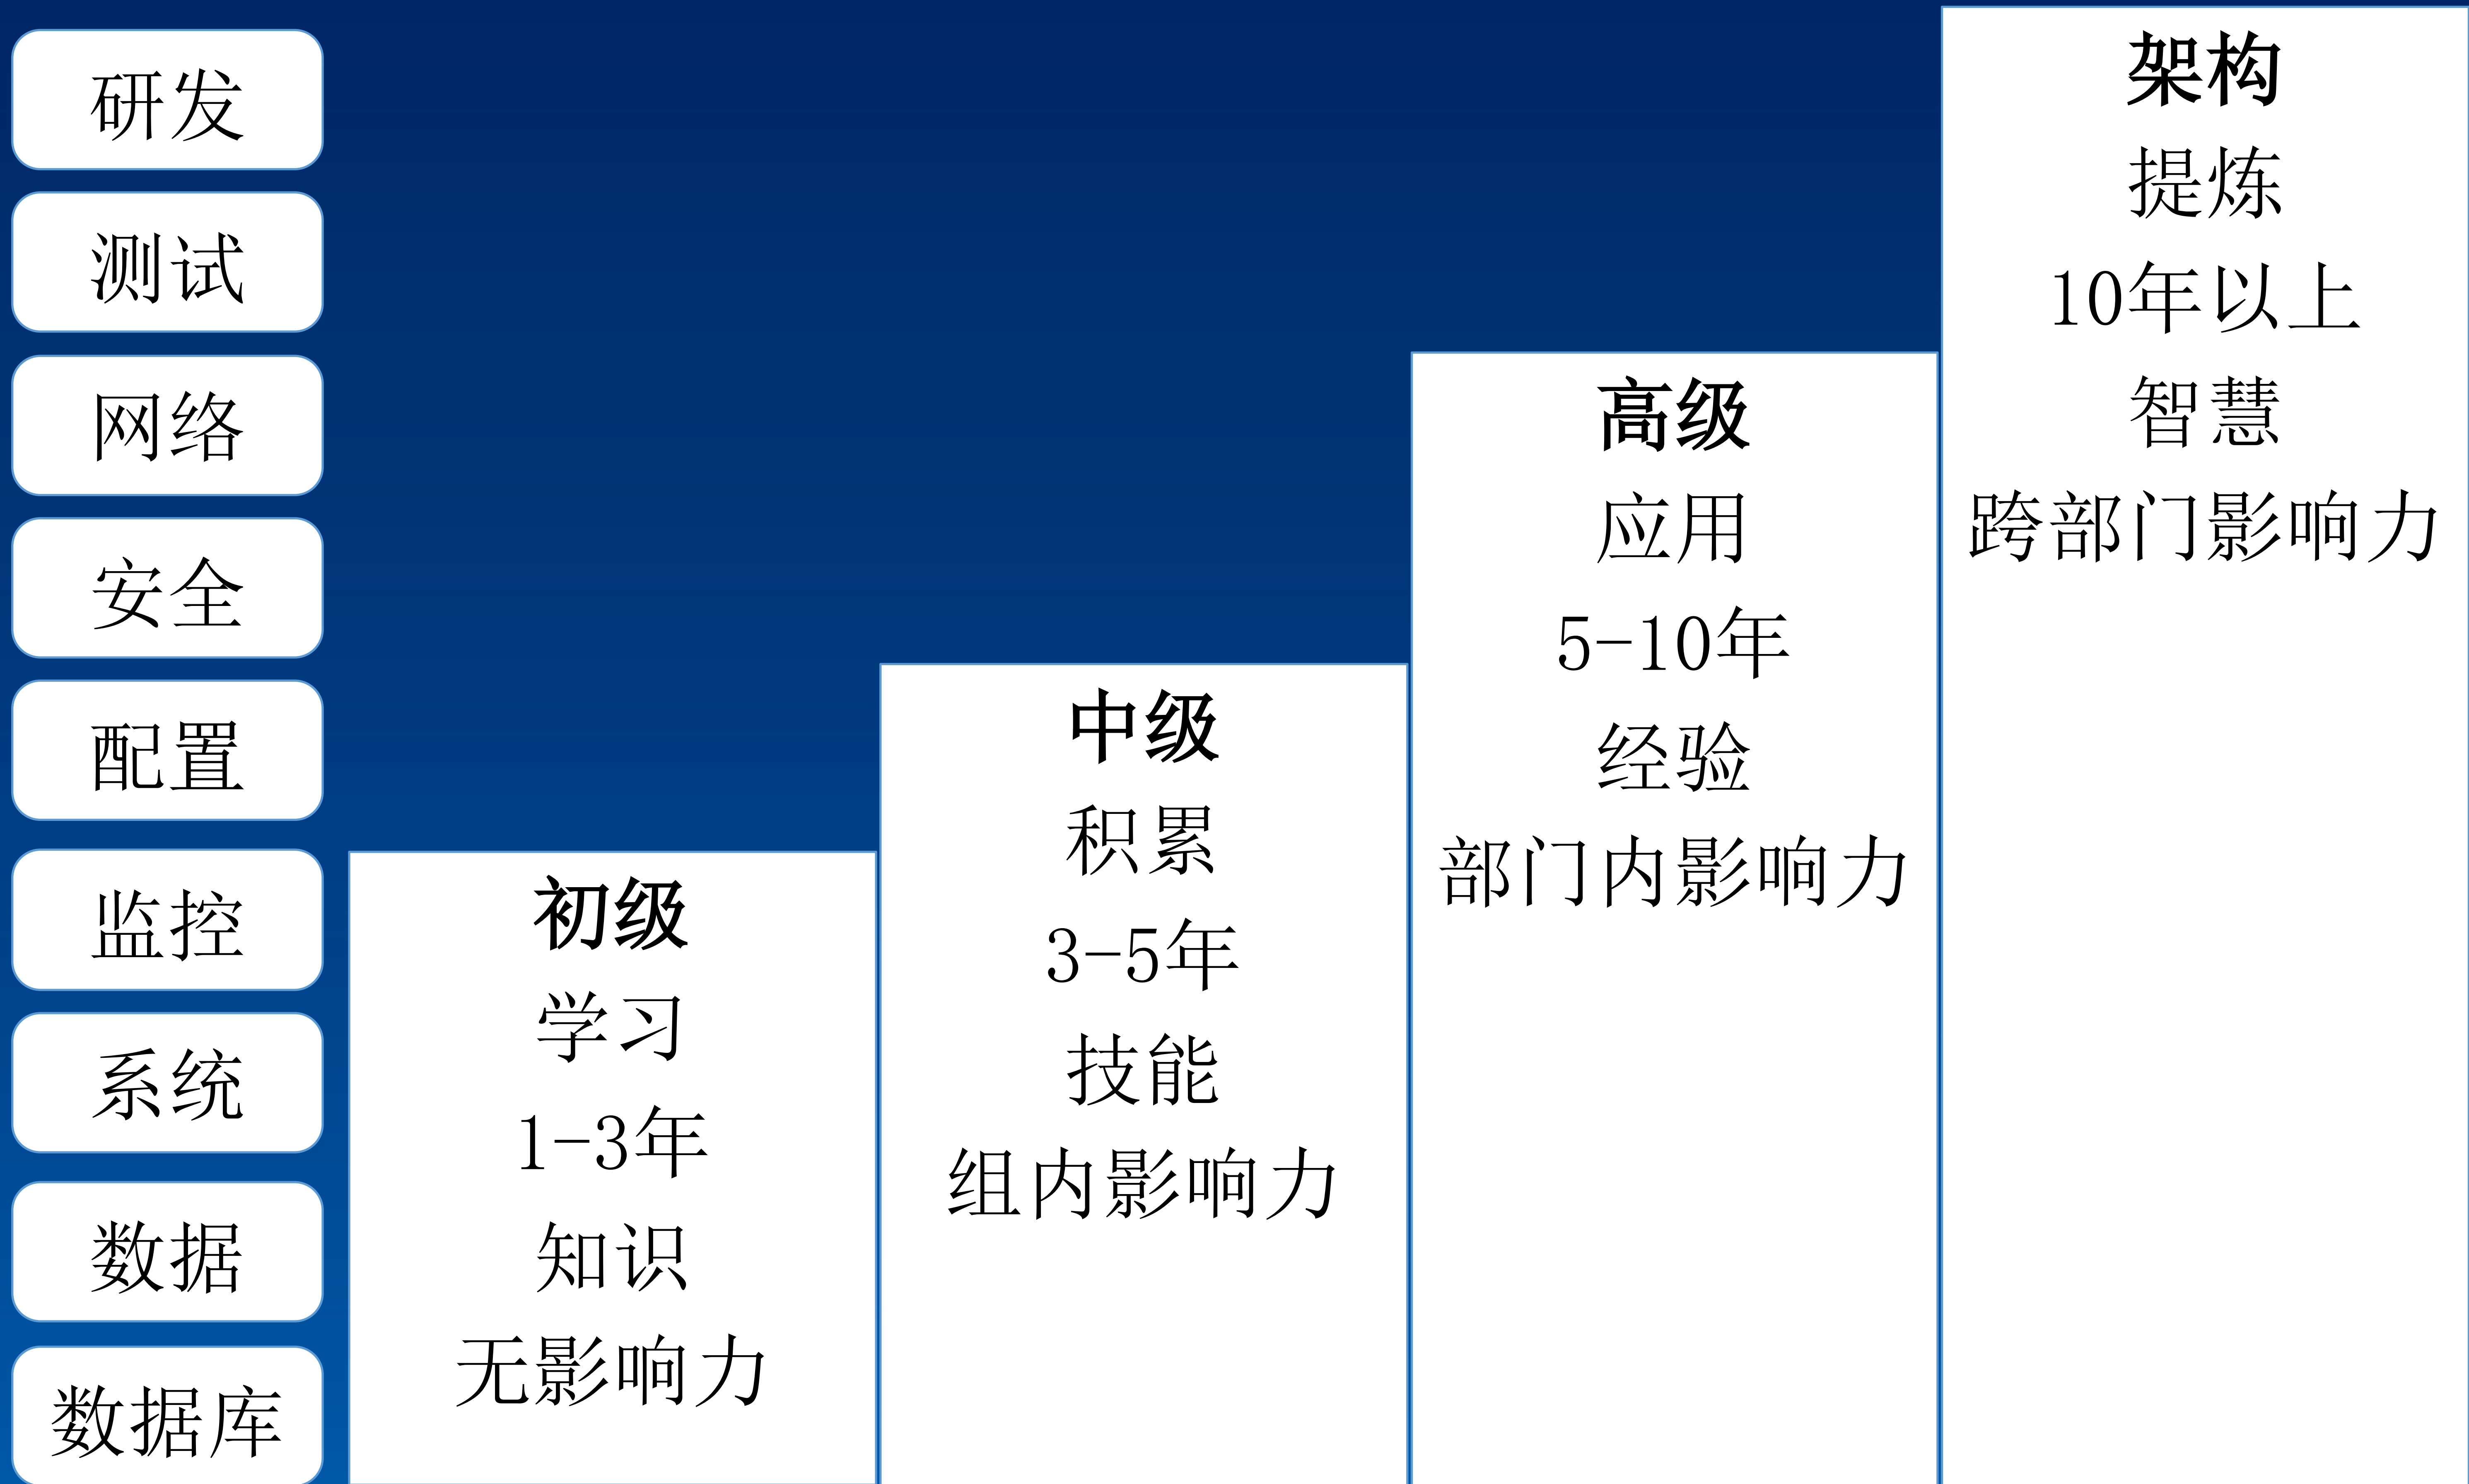 研发
测试
网络
安全
配置
监控
系统
数据
数据库
初级
学习
1-3年
知识
无影响力
中级
积累
3-5年
技能
组内影响力
高级
应用
5-10年
经验
部门内影响力
架构
提炼
10年以上
智慧
跨部门影响力